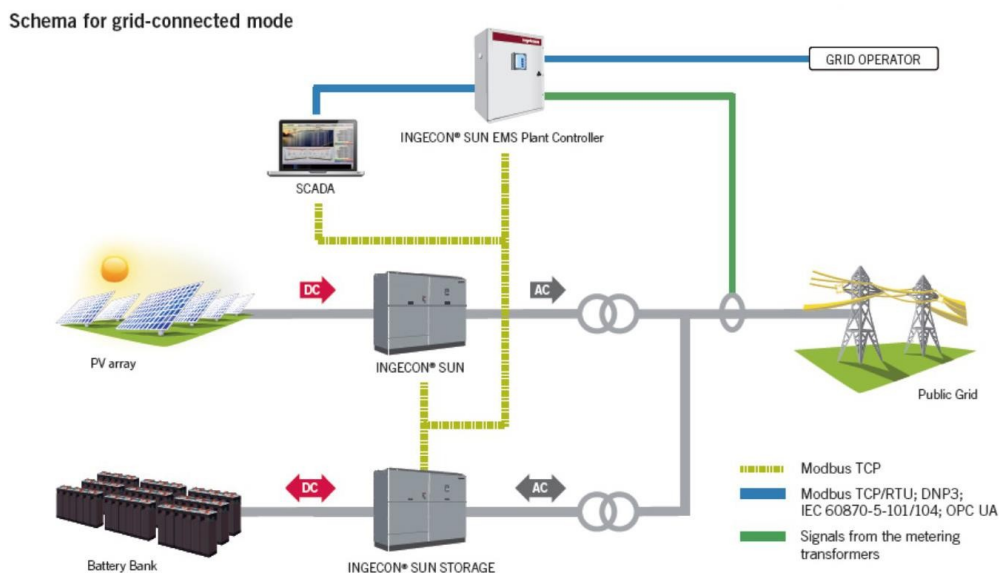 Schema for grid-connected mode
GRID OPERATOR
INGECON® SUN EMS Plant Controller
SCADA
DC
AC
PV array
INGECON® SUN
Public Grid
DC
AC
Battery Bank
INGECON® SUN STORAGE
Modbus TCP
Modbus TCP/RTU; DNP3;
IEC 60870-5-101/104; OPC UA
Signals from the metering
transformers